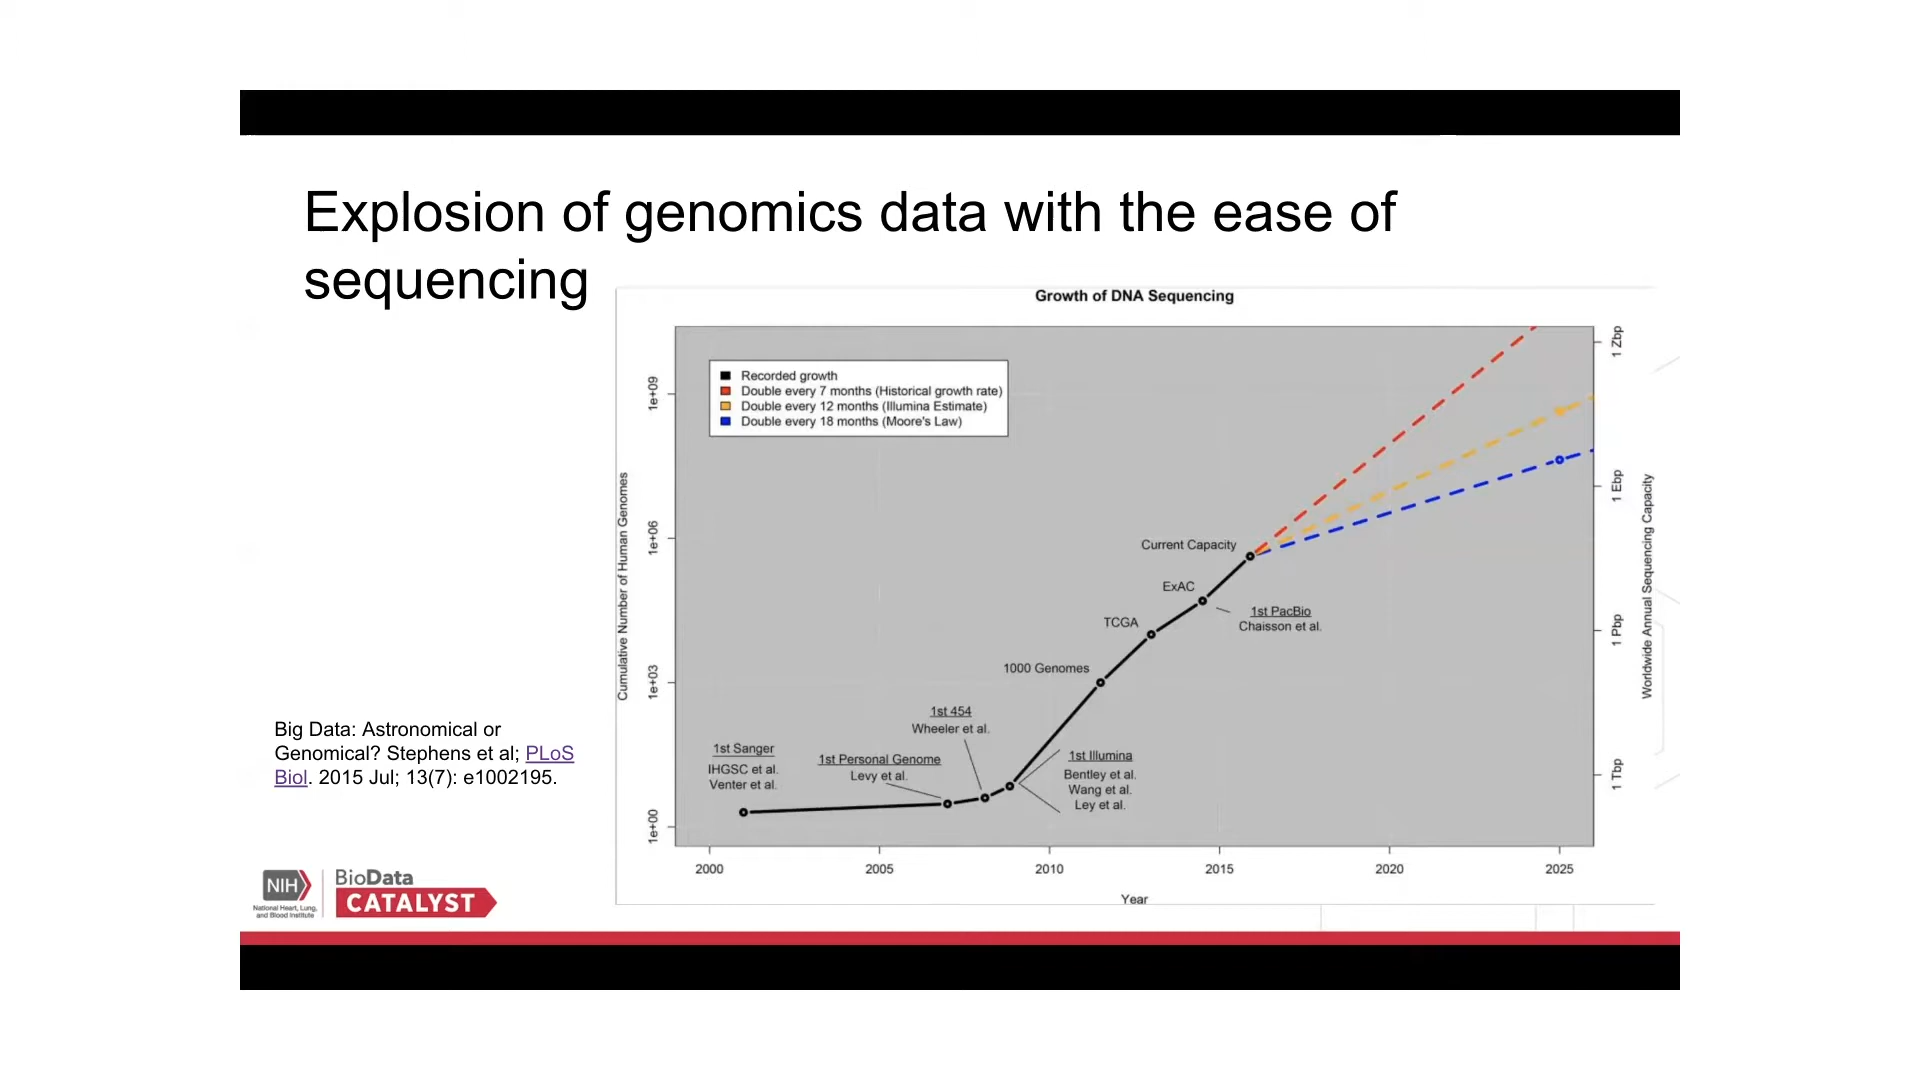 Explosion of genomics data with the ease of
sequencing
Growth of DNA Sequencing
Recorded growth
Double every 7 months (Historical growth rate)
Double every 12 months (Illumina Estimate)
Double every 18 months (Moore's Law)
Cumulative Number of Human Genomes
1e+09
1e+06
1e+03
1e+00
1 Zbp
1 Ebp
1 Pbp
1 Tbp
Worldwide Annual Sequencing Capacity
Current Capacity
ExAC
1st PacBio
Chaisson et al.
TCGA
1000 Genomes
1st 454
Wheeler et al.
1st Sanger
IHGSC et al.
Venter et al.
1st Personal Genome
Levy et al.
1st Illumina
Bentley et al.
Wang et al.
Ley et al.
2000
2005
2010
2015
2020
2025
Year
Big Data: Astronomical or
Genomical? Stephens et al; PLoS
Biol. 2015 Jul; 13(7): e1002195.
NIH
National Heart, Lung,
and Blood Institute
BioData
CATALYST